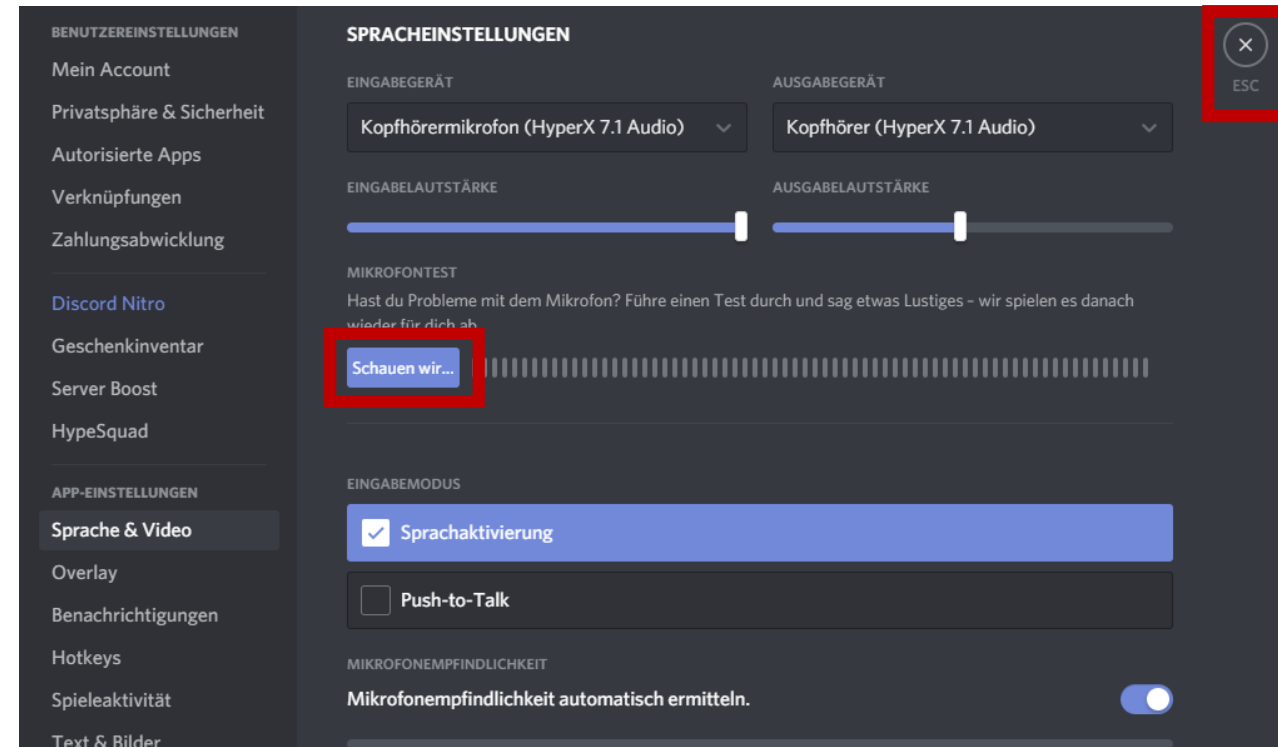 BENUTZEREINSTELLUNGEN
Mein Account
Privatsphäre & Sicherheit
Autorisierte Apps
Verknüpfungen
Zahlungsabwicklung
Discord Nitro
Geschenkinventar
Server Boost
HypeSquad
APP-EINSTELLUNGEN
Sprache & Video
Overlay
Benachrichtigungen
Hotkeys
Spieleaktivität
Text & Bilder
SPRACHEINSTELLUNGEN
EINGABEGERÄT
Kopfhörermikrofon (HyperX 7.1 Audio)
AUSGABEGERÄT
Kopfhörer (HyperX 7.1 Audio)
EINGABELAUTSTÄRKE
AUSGABELAUTSTÄRKE
MIKROFONTEST
Hast du Probleme mit dem Mikrofon? Führe einen Test durch und sag etwas Lustiges – wir spielen es danach
wieder für dich ab
Schauen wir...
EINGABEMODUS
Sprachaktivierung
Push-to-Talk
MIKROFONEMPFINDLICHKEIT
Mikrofonempfindlichkeit automatisch ermitteln.
ESC